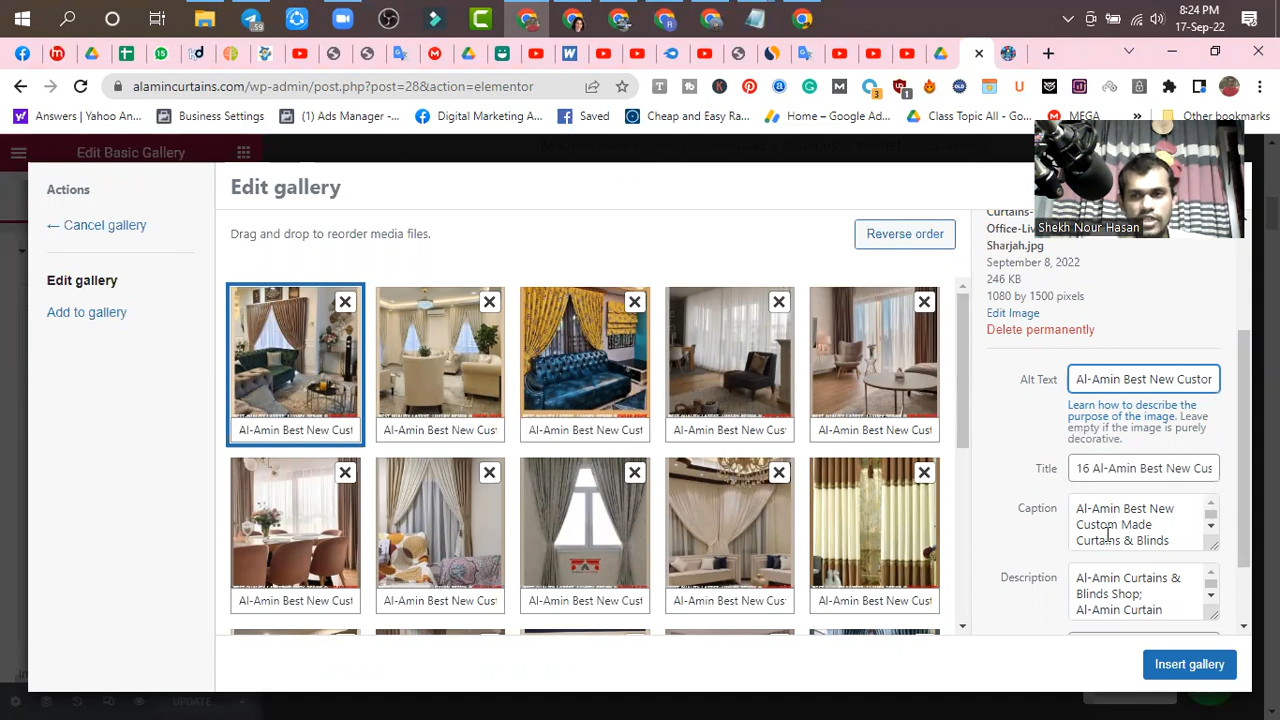 59
8:24 PM
17-Sep-22
alamincurtains.com/wp-admin/post.php?post=28&action=elementor
3
1
Answers | Yahoo An...
Business Settings
(1) Ads Manager -...
Digital Marketing A...
Saved
Cheap and Easy Ra...
Home – Google Ad...
Class Topic All - Go...
MEGA
»
Other bookmarks
Edit Basic Gallery
Shekh Nour Hasan
Actions
← Cancel gallery
Edit gallery
Add to gallery
Edit gallery
Drag and drop to reorder media files.
Reverse order
Al-Amin Best New Cust
Al-Amin Best New Cust
Al-Amin Best New Cust
Al-Amin Best New Cust
Al-Amin Best New Cust
Al-Amin Best New Cust
Al-Amin Best New Cust
Al-Amin Best New Cust
Al-Amin Best New Cust
Al-Amin Best New Cust
Curtains-
Office-Liv
Sharjah.jpg
September 8, 2022
246 KB
1080 by 1500 pixels
Edit Image
Delete permanently
Alt Text
Al-Amin Best New Custor
Learn how to describe the
purpose of the image. Leave
empty if the image is purely
decorative.
Title
16 Al-Amin Best New Cus
Caption
Al-Amin Best New
Custom Made
Curtains & Blinds
Description
Al-Amin Curtains &
Blinds Shop;
Al-Amin Curtain
Insert gallery
UPDATE